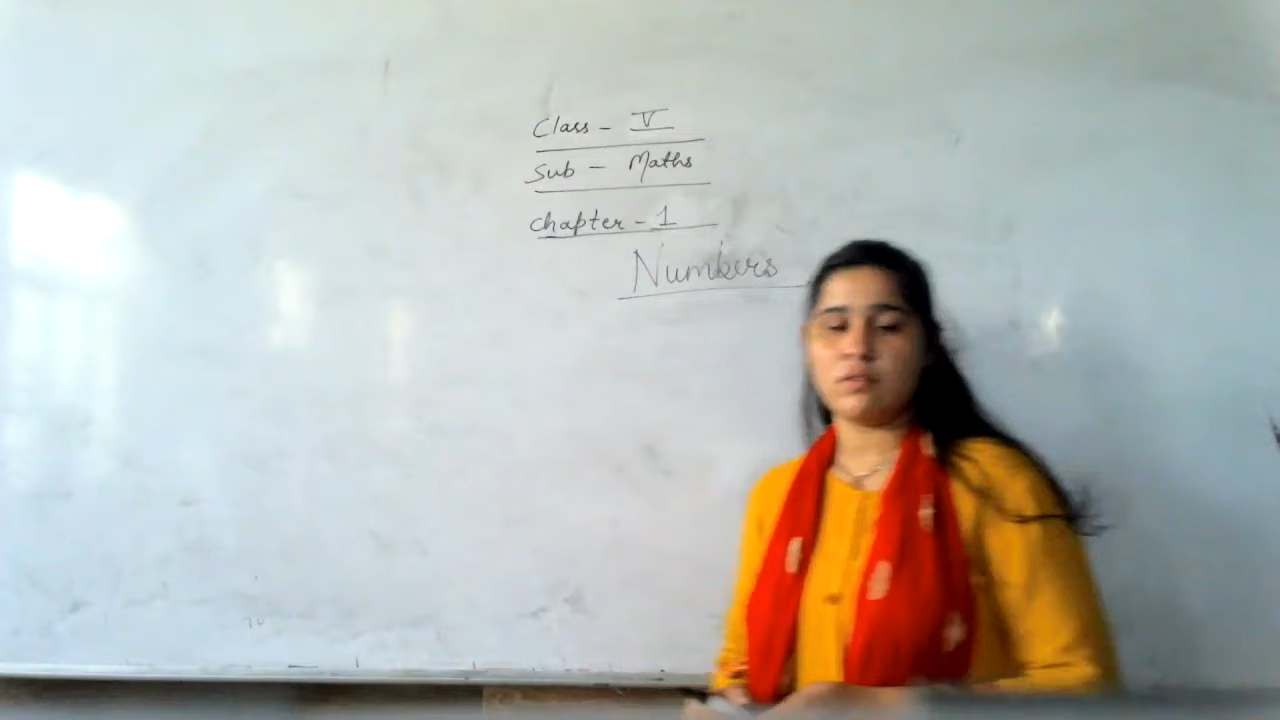 Class - V
Sub - Maths
Chapter - 1
Numbers